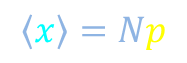 ⟨x⟩ = Np